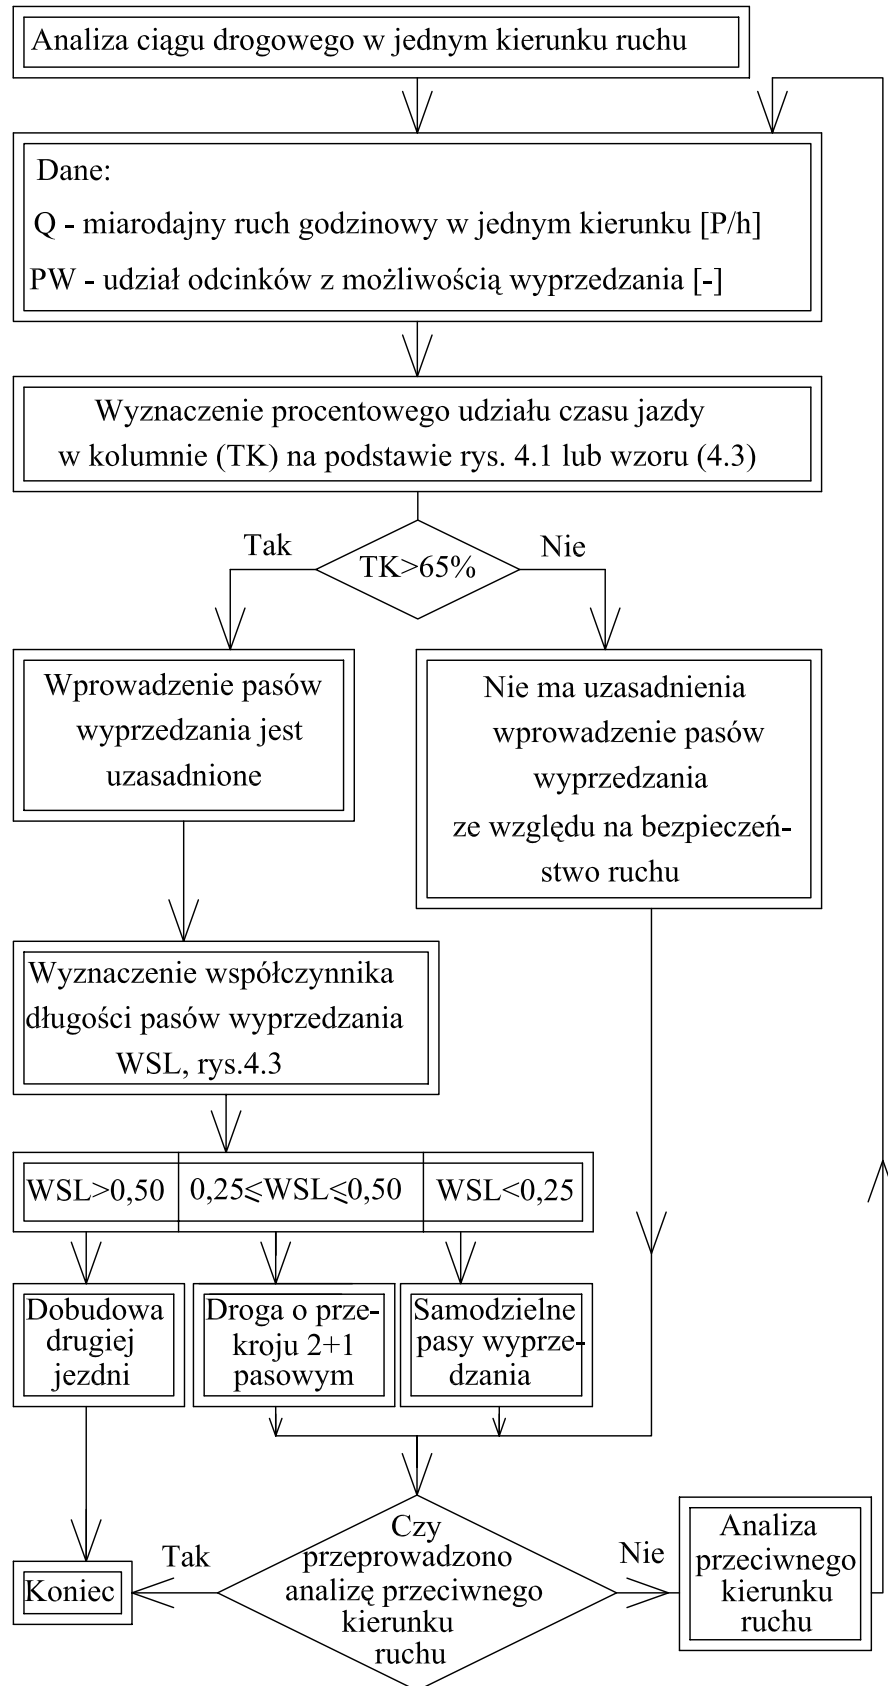 Analiza ciągu drogowego w jednym kierunku ruchu
Dane:
Q - miarodajny ruch godzinowy w jednym kierunku [P/h]
PW - udział odcinków z możliwością wyprzedzania [-]
Wyznaczenie procentowego udziału czasu jazdy
w kolumnie (TK) na podstawie rys. 4.1 lub wzoru (4.3)
Tak
TK>65%
Nie
Wprowadzenie pasów
wyprzedzania jest
uzasadnione
Nie ma uzasadnienia
wprowadzenie pasów
wyprzedzania
ze względu na bezpieczeń-
stwo ruchu
Wyznaczenie współczynnika
długości pasów wyprzedzania
WSL, rys.4.3
WSL>0,50
0,25⩽WSL⩽0,50
WSL<0,25
Dobudowa
drugiej
jezdni
Droga o prze-
kroju 2+1
pasowym
Samodzielne
pasy wyprze-
dzania
Czy
przeprowadzono
analizę przeciwnego
kierunku
ruchu
Tak
Nie
Koniec
Analiza
przeciwnego
kierunku
ruchu